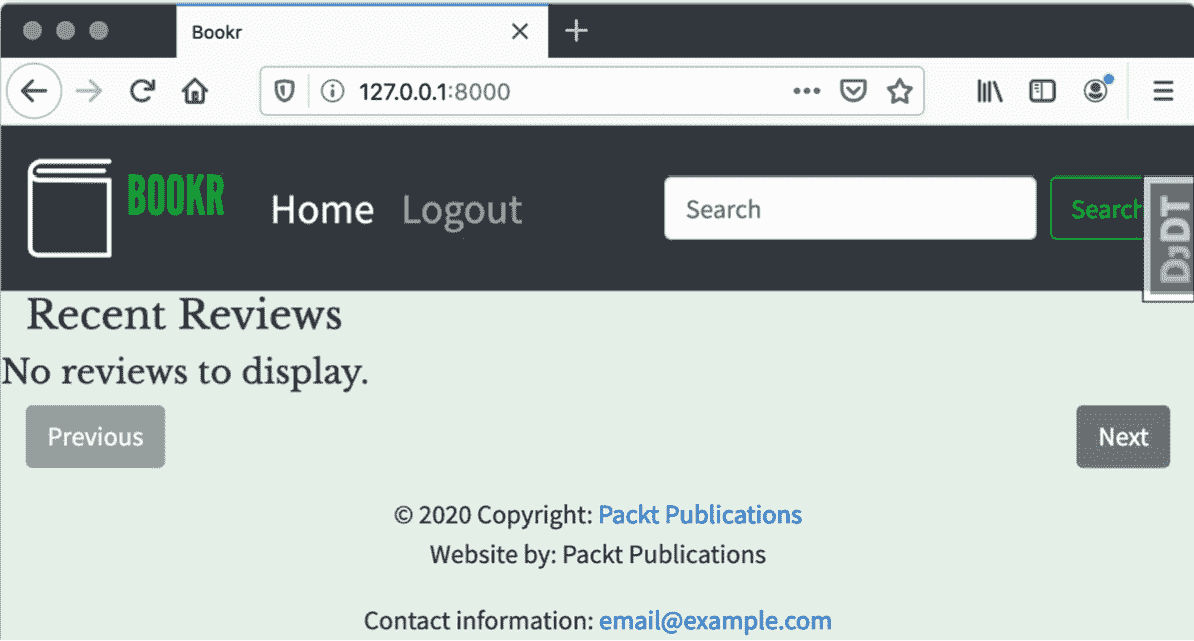 Bookr
127.0.0.1:8000
BOOKR Home Logout Search Search
DjDT
Recent Reviews
No reviews to display.
Previous Next
© 2020 Copyright: Packt Publications
Website by: Packt Publications
Contact information: email@example.com